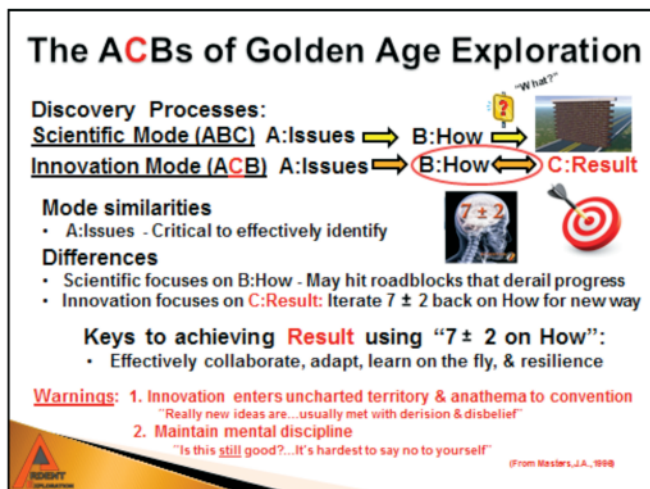 The ACBs of Golden Age Exploration
"What?"
?
Discovery Processes:
Scientific Mode (ABC) A:Issues B:How
Innovation Mode (ACB) A:Issues B:How C:Result
Mode similarities
• A:Issues - Critical to effectively identify
7 ± 2
Differences
• Scientific focuses on B:How - May hit roadblocks that derail progress
• Innovation focuses on C:Result: Iterate 7 ± 2 back on How for new way
Keys to achieving Result using "7± 2 on How":
• Effectively collaborate, adapt, learn on the fly, & resilience
Warnings: 1. Innovation enters uncharted territory & anathema to convention
"Really new ideas are...usually met with derision & disbelief"
2. Maintain mental discipline
"Is this still good?...It's hardest to say no to yourself"
(From Masters,J.A.,1996)
ARDENT
EXPLORATION